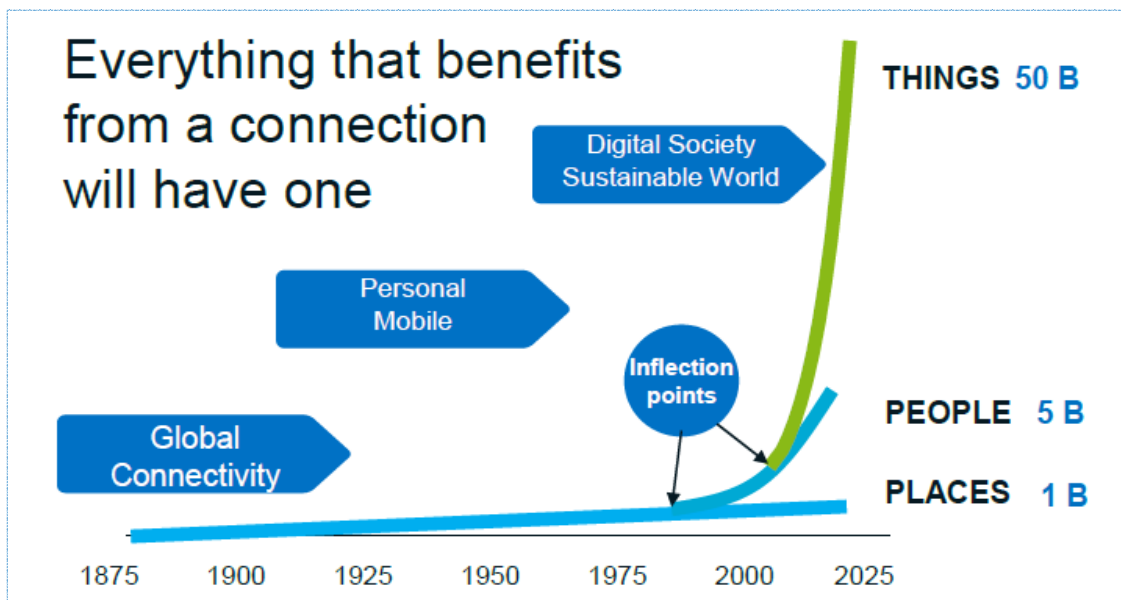 Everything that benefits
from a connection
will have one
THINGS 50 B
Digital Society
Sustainable World
Personal
Mobile
Inflection
points
PEOPLE 5 B
Global
Connectivity
PLACES 1 B
1875 1900 1925 1950 1975 2000 2025